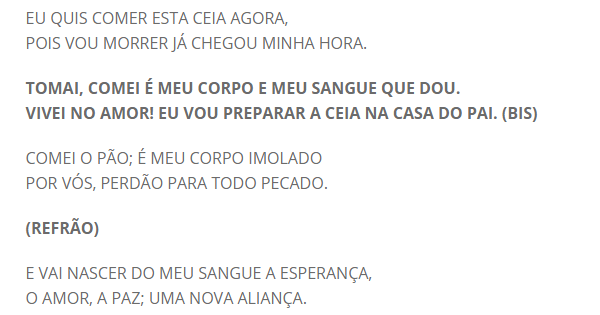 EU QUIS COMER ESTA CEIA AGORA,
POIS VOU MORRER JÁ CHEGOU MINHA HORA.
TOMAI, COMEI É MEU CORPO E MEU SANGUE QUE DOU.
VIVEI NO AMOR! EU VOU PREPARAR A CEIA NA CASA DO PAI. (BIS)
COMEI O PÃO; É MEU CORPO IMOLADO
POR VÓS, PERDÃO PARA TODO PECADO.
(REFRÃO)
E VAI NASCER DO MEU SANGUE A ESPERANÇA,
O AMOR, A PAZ; UMA NOVA ALIANÇA.